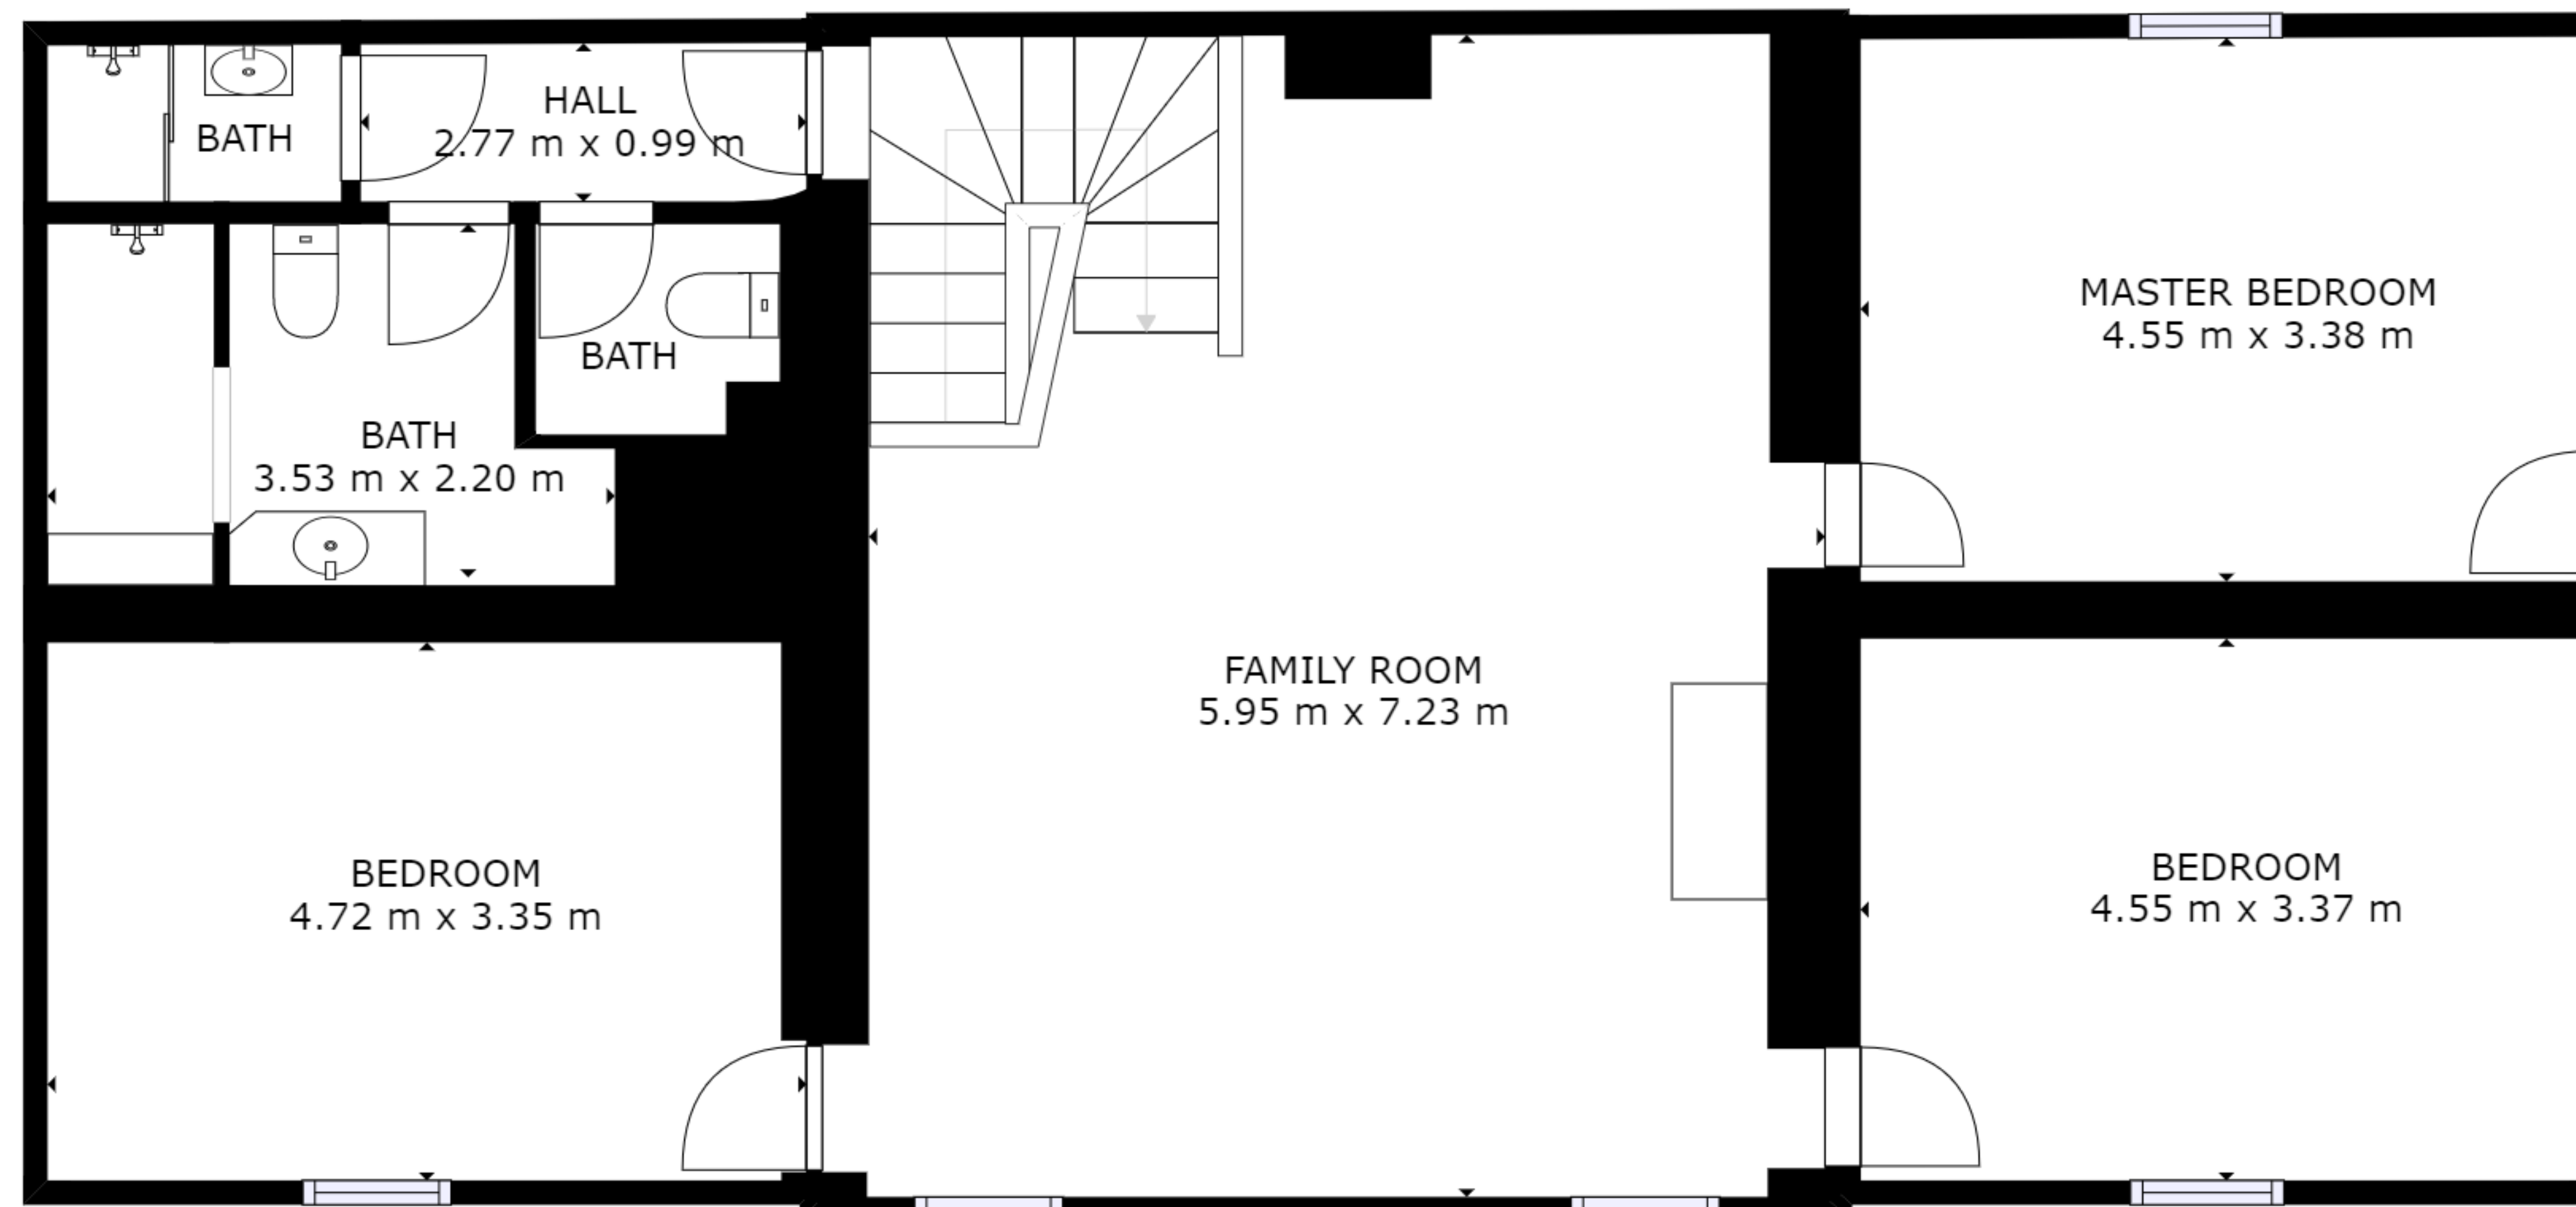 HALL
2.77 m x 0.99 m
BATH
MASTER BEDROOM
4.55 m x 3.38 m
BATH
BATH
3.53 m x 2.20 m
FAMILY ROOM
5.95 m x 7.23 m
BEDROOM
4.72 m x 3.35 m
BEDROOM
4.55 m x 3.37 m